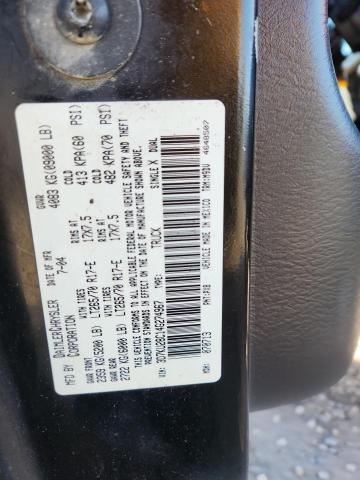 DAIMLERCHRYSLER CORPORATION
DATE OF MFR 7-04
GVWR 4083 KG(09000 LB)
GAWR FRONT 2359 KG(5200 LB)
WITH TIRES LT265/70 R17-E
RIMS AT 17X7.5
COLD 413 KPA(60 PSI)
GAWR REAR 2722 KG(6000 LB)
WITH TIRES LT265/70 R17-E
RIMS AT 17X7.5
COLD 482 KPA(70 PSI)
THIS VEHICLE CONFORMS TO ALL APPLICABLE FEDERAL MOTOR VEHICLE SAFETY AND THEFT
PREVENTION STANDARDS IN EFFECT ON THE DATE OF MANUFACTURE SHOWN ABOVE.
TRUCK SINGLE X DUAL
MADE IN MEXICO
MDH: 070713